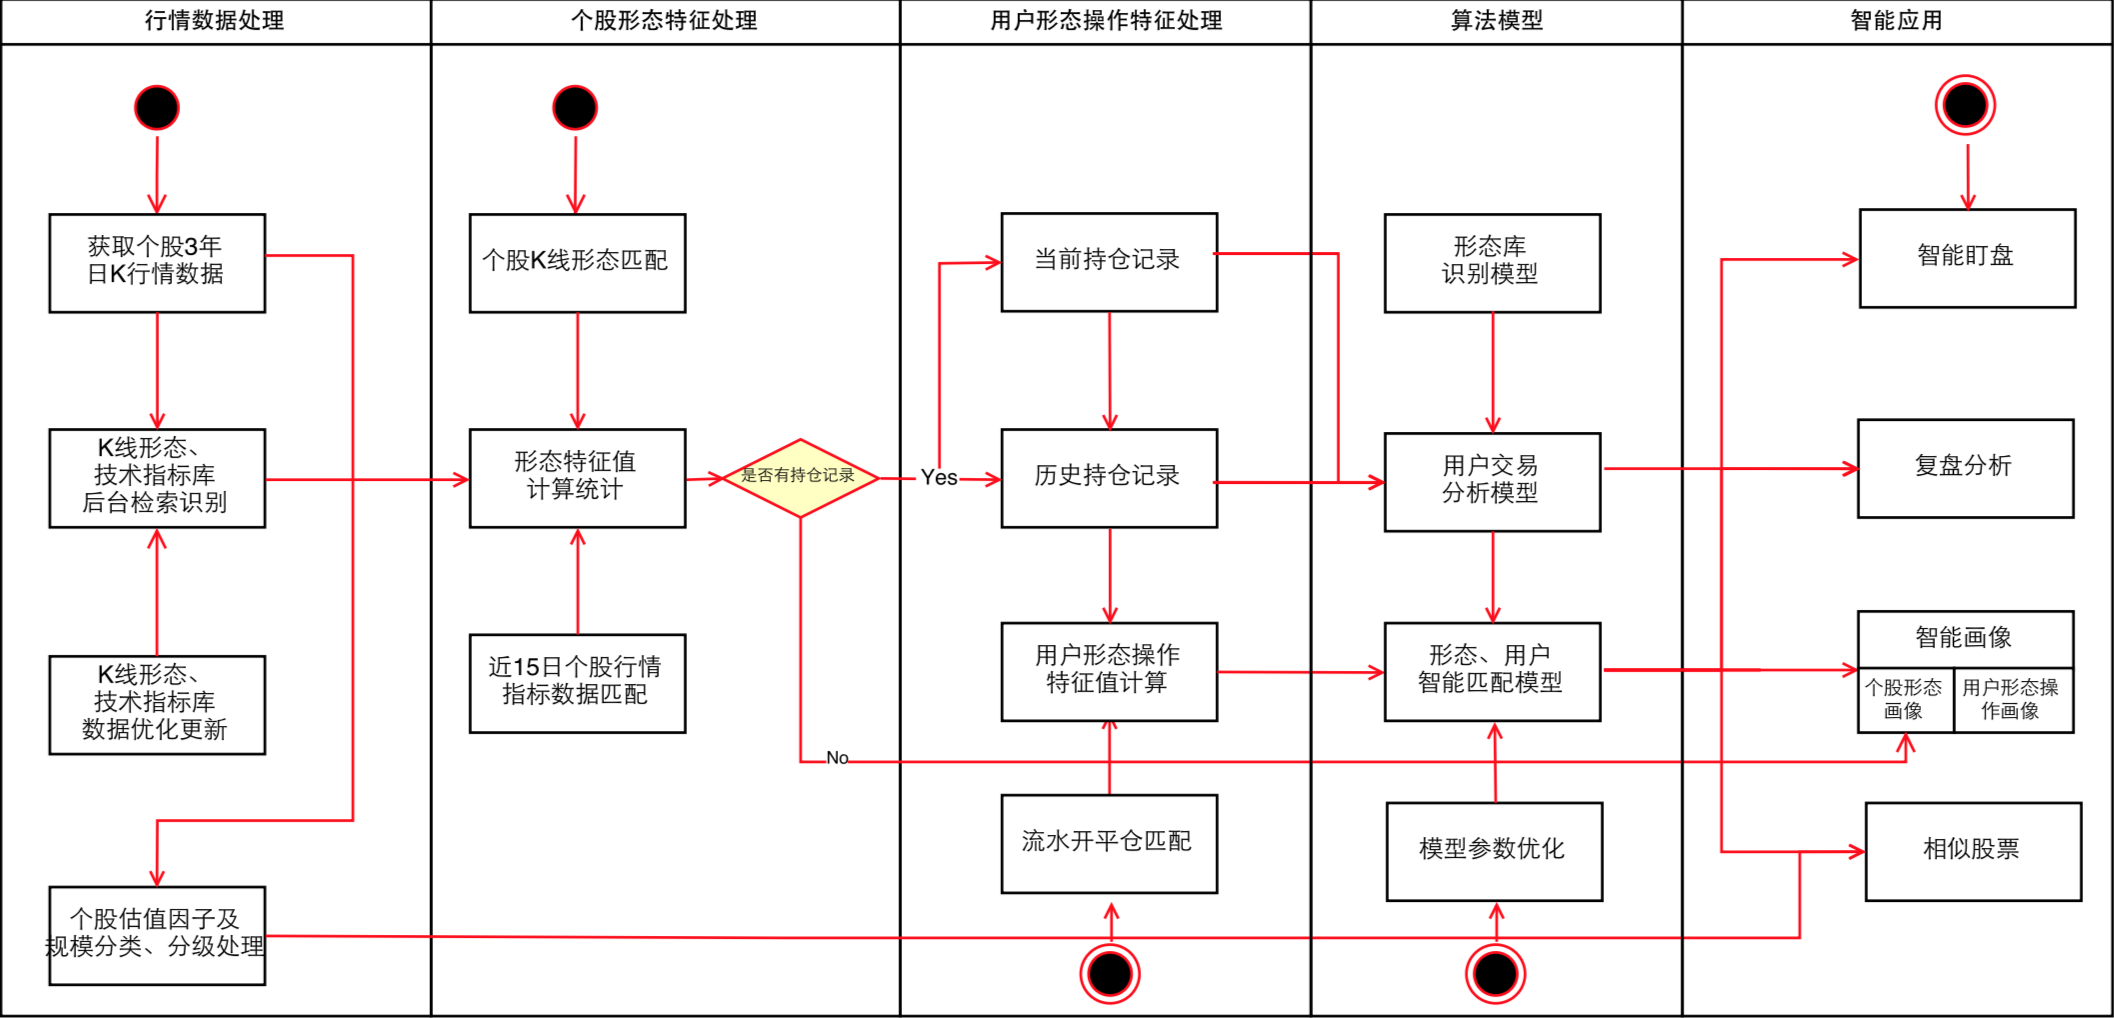 行情数据处理
个股形态特征处理
用户形态操作特征处理
算法模型
智能应用
获取个股3年
日K行情数据
K线形态、
技术指标库
后台检索识别
K线形态、
技术指标库
数据优化更新
个股估值因子及
规模分类、分级处理
个股K线形态匹配
形态特征值
计算统计
近15日个股行情
指标数据匹配
是否有持仓记录
Yes
No
当前持仓记录
历史持仓记录
用户形态操作
特征值计算
流水开平仓匹配
形态库
识别模型
用户交易
分析模型
形态、用户
智能匹配模型
模型参数优化
智能盯盘
复盘分析
智能画像
个股形态
画像
用户形态操
作画像
相似股票